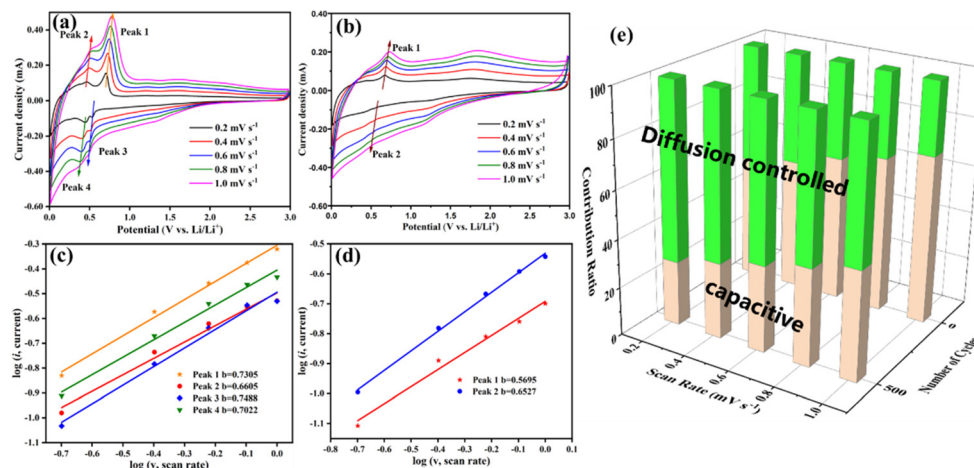 (a)
Peak 2
Peak 1
Peak 3
Peak 4
0.2 mV s⁻¹
0.4 mV s⁻¹
0.6 mV s⁻¹
0.8 mV s⁻¹
1.0 mV s⁻¹
Current density (mA)
0.40
0.20
0.00
-0.20
-0.40
-0.60
0.0 0.5 1.0 1.5 2.0 2.5 3.0
Potential (V vs. Li/Li⁺)
(b)
Peak 1
Peak 2
0.2 mV s⁻¹
0.4 mV s⁻¹
0.6 mV s⁻¹
0.8 mV s⁻¹
1.0 mV s⁻¹
Current density (mA)
0.40
0.20
0.00
-0.20
-0.40
-0.60
0.0 0.5 1.0 1.5 2.0 2.5 3.0
Potential (V vs. Li/Li⁺)
(c)
log (i, current)
-0.3
-0.4
-0.5
-0.6
-0.7
-0.8
-0.9
-1.0
-1.1
Peak 1 b=0.7305
Peak 2 b=0.6605
Peak 3 b=0.7488
Peak 4 b=0.7022
-0.7 -0.6 -0.5 -0.4 -0.3 -0.2 -0.1 0.0 0.1
log (v, scan rate)
(d)
log (i, current)
-0.5
-0.6
-0.7
-0.8
-0.9
-1.0
-1.1
Peak 1 b=0.5695
Peak 2 b=0.6527
-0.8 -0.7 -0.6 -0.5 -0.4 -0.3 -0.2 -0.1 0.0 0.1
log (v, scan rate)
(e)
Contribution Ratio
100
80
60
40
20
0
Diffusion controlled
capacitive
0.2
0.4
0.6
0.8
1.0
Scan Rate (mV s⁻¹)
0
500
Number of Cycle